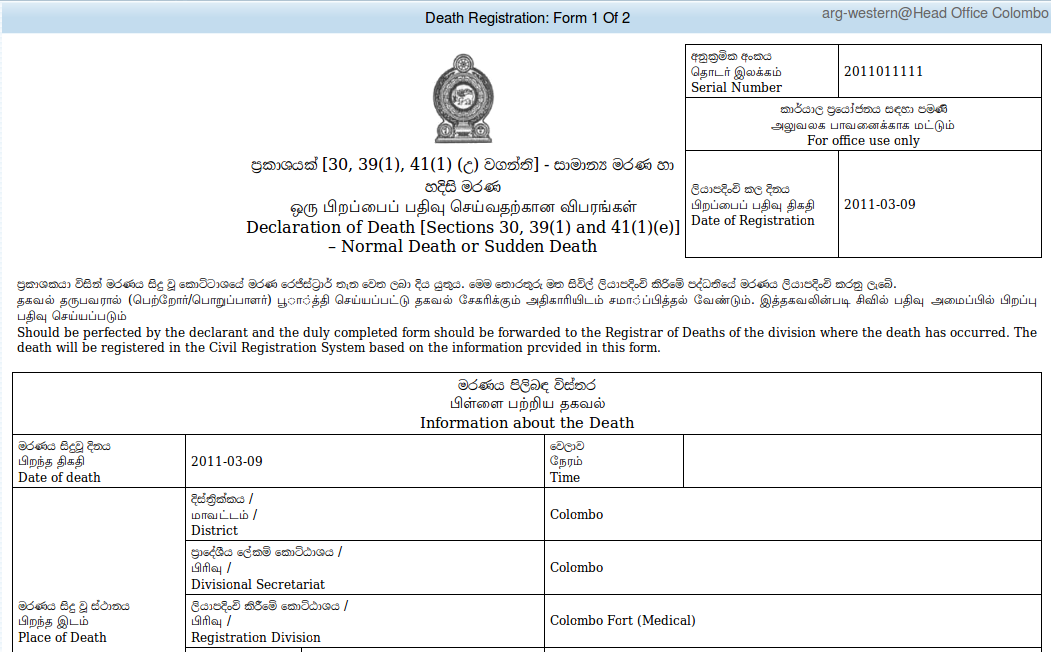 Death Registration: Form 1 Of 2
arg-western@Head Office Colombo
අනුක්‍රමික අංකය
தொடர் இலக்கம்
Serial Number
2011011111
කාර්යාල ප්‍රයෝජනය සඳහා පමණි
அலுவலக பாவனைக்காக மட்டும்
For office use only
ලියාපදිංචි කල දිනය
பிறப்பைப் பதிவு திகதி
Date of Registration
2011-03-09
ප්‍රකාශයක් [30, 39(1), 41(1) (උ) වගන්ති] - සාමාන්‍ය මරණ හා
හදිසි මරණ
ஒரு பிறப்பைப் பதிவு செய்வதற்கான விபரங்கள்
Declaration of Death [Sections 30, 39(1) and 41(1)(e)]
– Normal Death or Sudden Death
ප්‍රකාශකයා විසින් මරණය සිදු වූ කොට්ටාශයේ මරණ රෙජිස්ට්‍රාර් තැන වෙත ලබා දිය යුතුය. මෙම තොරතුරු මත සිවිල් ලියාපදිංචි කිරීමේ පද්ධතියේ මරණය ලියාපදිංචි කරනු ලැබේ.
தகவல் தருபவரால் (பெற்றோர்/பொறுப்பாளர்) பூார்த்தி செய்யப்பட்டு தகவல் சேகரிக்கும் அதிகாரியிடம் சமார்ப்பித்தல் வேண்டும். இத்தகவலின்படி சிவில் பதிவு அமைப்பில் பிறப்பு
பதிவு செய்யப்படும்
Should be perfected by the declarant and the duly completed form should be forwarded to the Registrar of Deaths of the division where the death has occurred. The
death will be registered in the Civil Registration System based on the information prcvided in this form.
මරණය පිලිබඳ විස්තර
பிள்ளை பற்றிய தகவல்
Information about the Death
මරණය සිදුවූ දිනය
பிறந்த திகதி
Date of death
2011-03-09
වෙලාව
நேரம்
Time
දිස්ත්‍රික්කය /
மாவட்டம் /
District
Colombo
ප්‍රාදේශීය ලේකම් කොට්ඨාශය /
பிரிவு /
Divisional Secretariat
Colombo
මරණය සිදු වූ ස්ථානය
பிறந்த இடம்
Place of Death
ලියාපදිංචි කිරීමේ කොට්ඨාශය /
பிரிவு /
Registration Division
Colombo Fort (Medical)